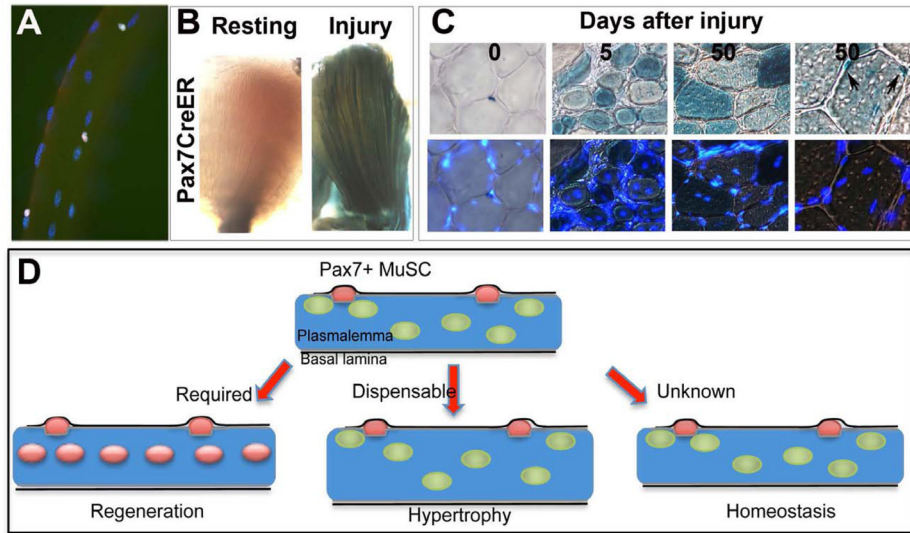 A
B
Resting
Injury
Pax7CreER
C
Days after injury
0
5
50
50
D
Pax7+ MuSC
Plasmalemma
Basal lamina
Required
Dispensable
Unknown
Regeneration
Hypertrophy
Homeostasis